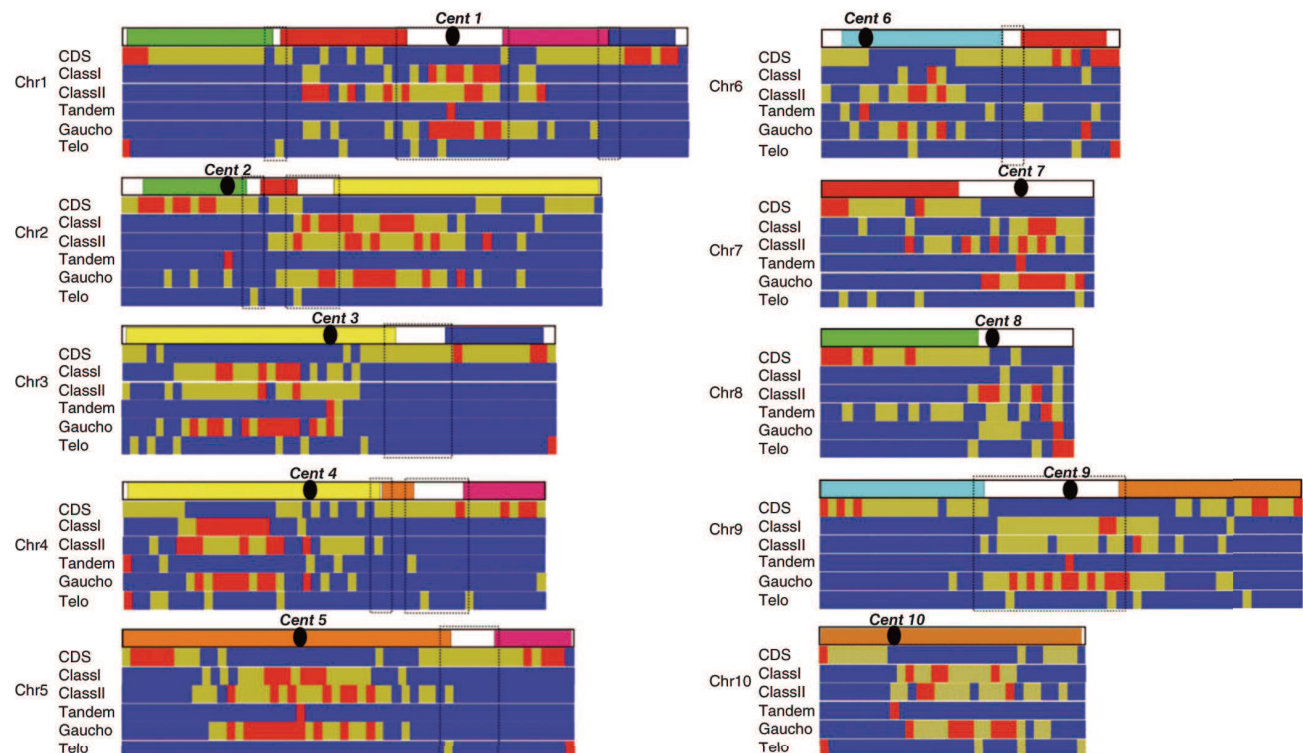 Cent 1
Chr1
CDS
ClassI
ClassII
Tandem
Gaucho
Telo
Cent 2
Chr2
CDS
ClassI
ClassII
Tandem
Gaucho
Telo
Cent 3
Chr3
CDS
ClassI
ClassII
Tandem
Gaucho
Telo
Cent 4
Chr4
CDS
ClassI
ClassII
Tandem
Gaucho
Telo
Cent 5
Chr5
CDS
ClassI
ClassII
Tandem
Gaucho
Telo
Cent 6
Chr6
CDS
ClassI
ClassII
Tandem
Gaucho
Telo
Cent 7
Chr7
CDS
ClassI
ClassII
Tandem
Gaucho
Telo
Cent 8
Chr8
CDS
ClassI
ClassII
Tandem
Gaucho
Telo
Cent 9
Chr9
CDS
ClassI
ClassII
Tandem
Gaucho
Telo
Cent 10
Chr10
CDS
ClassI
ClassII
Tandem
Gaucho
Telo